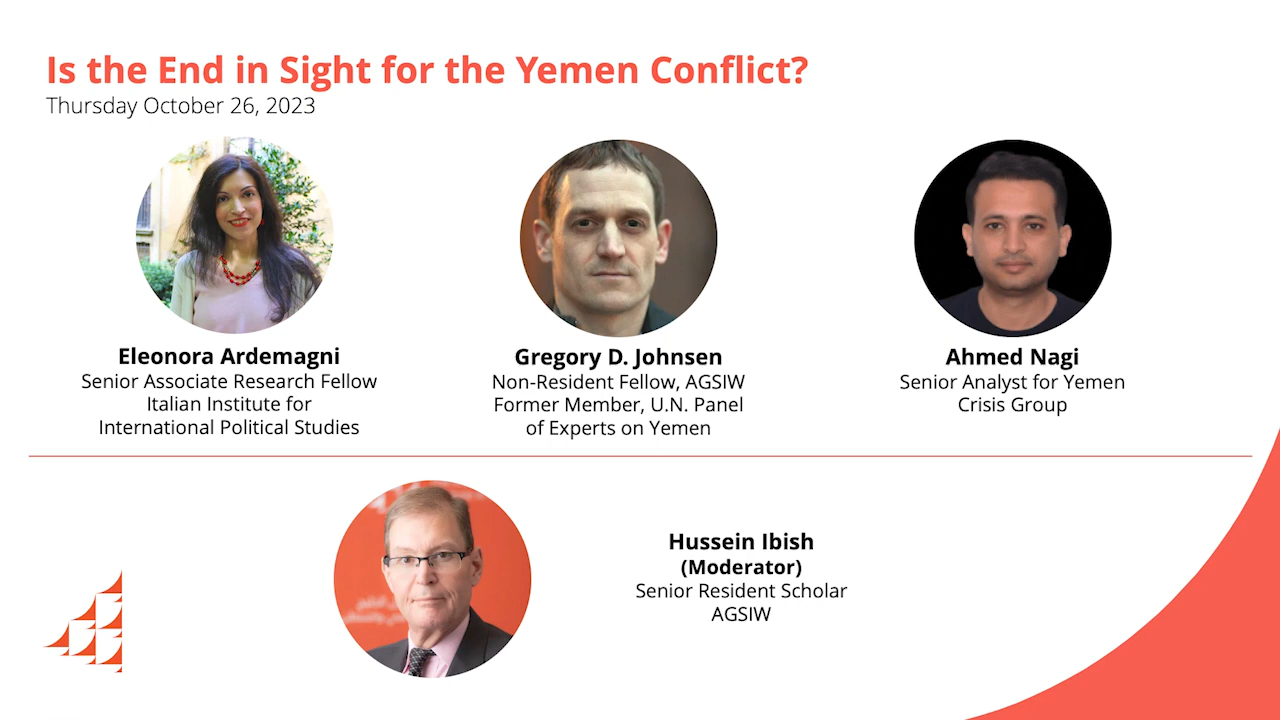 Is the End in Sight for the Yemen Conflict?
Thursday October 26, 2023
Eleonora Ardemagni
Senior Associate Research Fellow
Italian Institute for
International Political Studies
Gregory D. Johnsen
Non-Resident Fellow, AGSIW
Former Member, U.N. Panel
of Experts on Yemen
Ahmed Nagi
Senior Analyst for Yemen
Crisis Group
Hussein Ibish
(Moderator)
Senior Resident Scholar
AGSIW